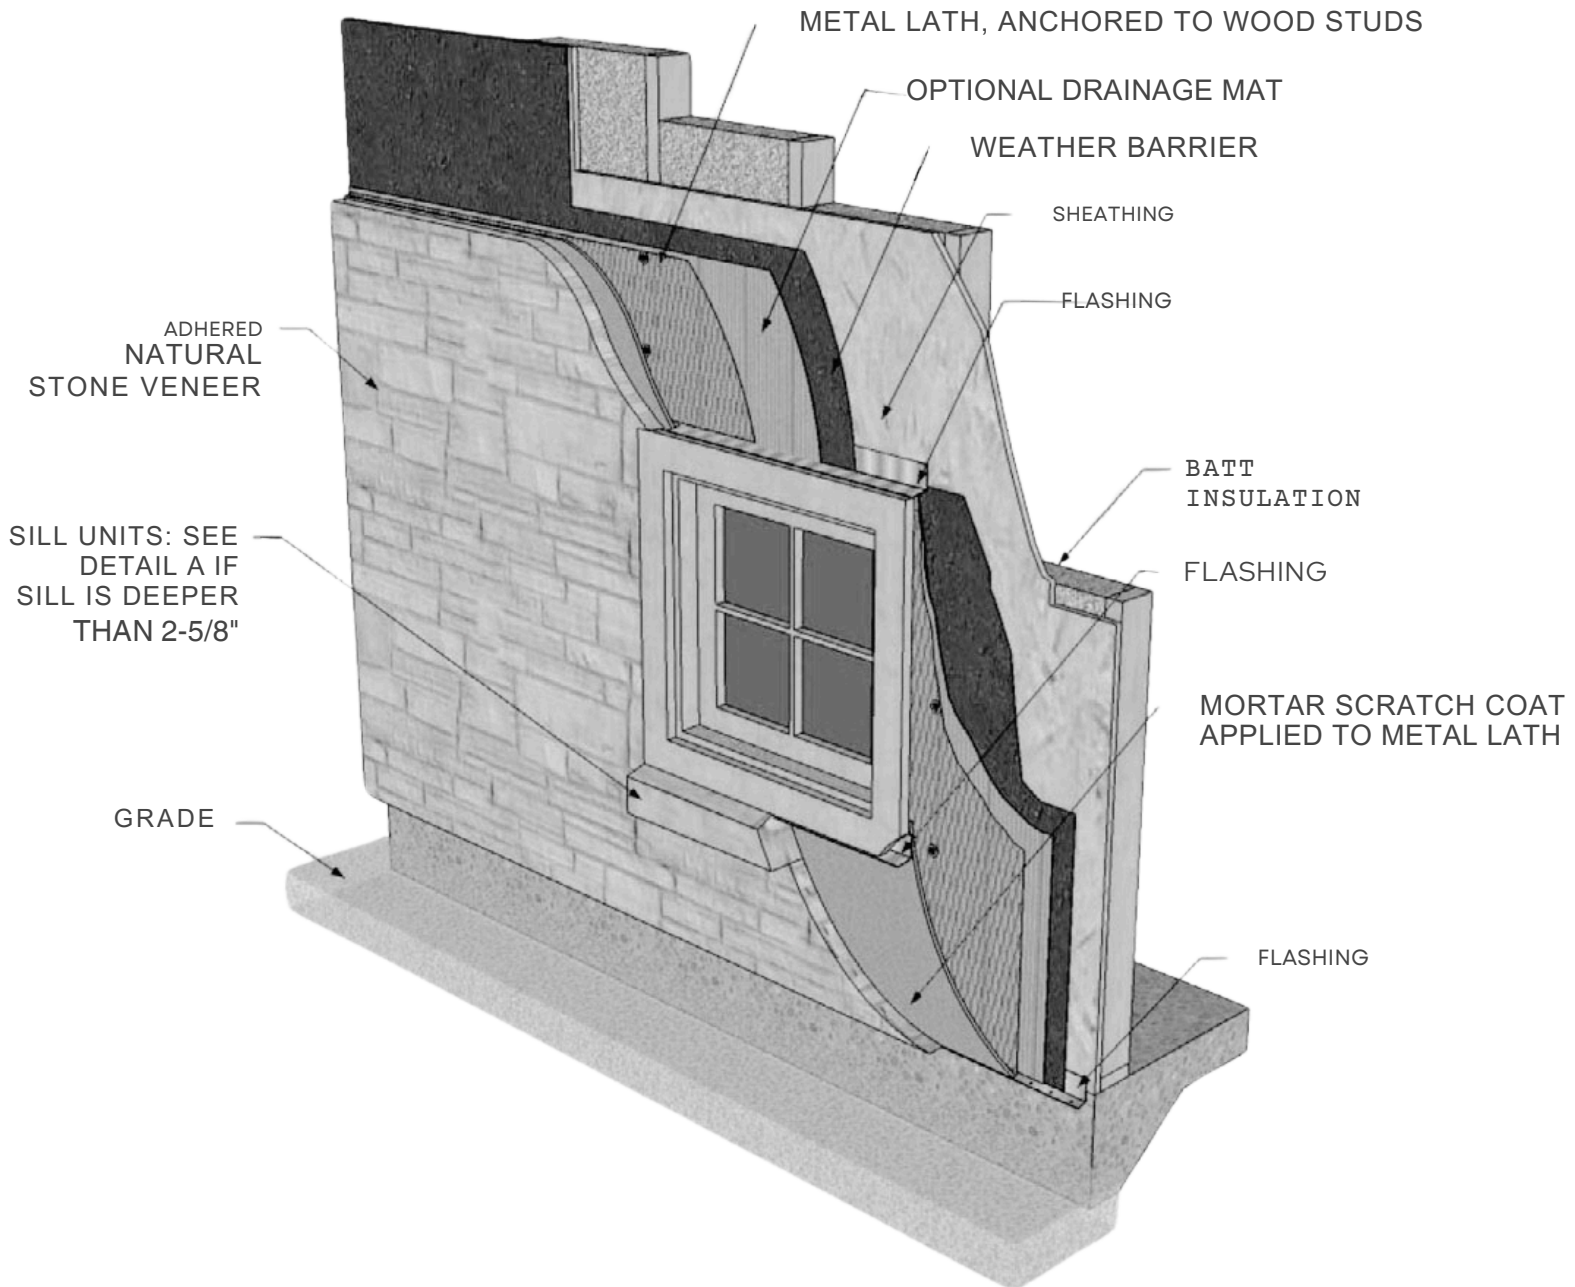 METAL LATH, ANCHORED TO WOOD STUDS
OPTIONAL DRAINAGE MAT
WEATHER BARRIER
SHEATHING
FLASHING
ADHERED
NATURAL
STONE VENEER
BATT
INSULATION
SILL UNITS: SEE
DETAIL A IF
SILL IS DEEPER
THAN 2-5/8"
FLASHING
MORTAR SCRATCH COAT
APPLIED TO METAL LATH
GRADE
FLASHING